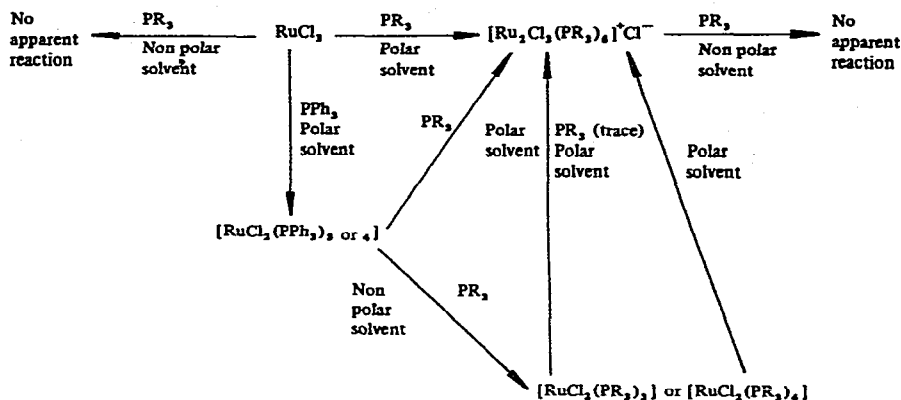 No
apparent
reaction
PR₃
Non polar
solvent
RuCl₃
PR₃
Polar
solvent
[Ru₂Cl₃(PR₃)₆]⁺Cl⁻
PR₃
Non polar
solvent
No
apparent
reaction
PPh₃
Polar
solvent
PR₃
Polar
solvent
PR₃ (trace)
Polar
solvent
Polar
solvent
[RuCl₂(PPh₃)₃ or ₄]
Non
polar
solvent
PR₃
[RuCl₂(PR₃)₃] or [RuCl₂(PR₃)₄]